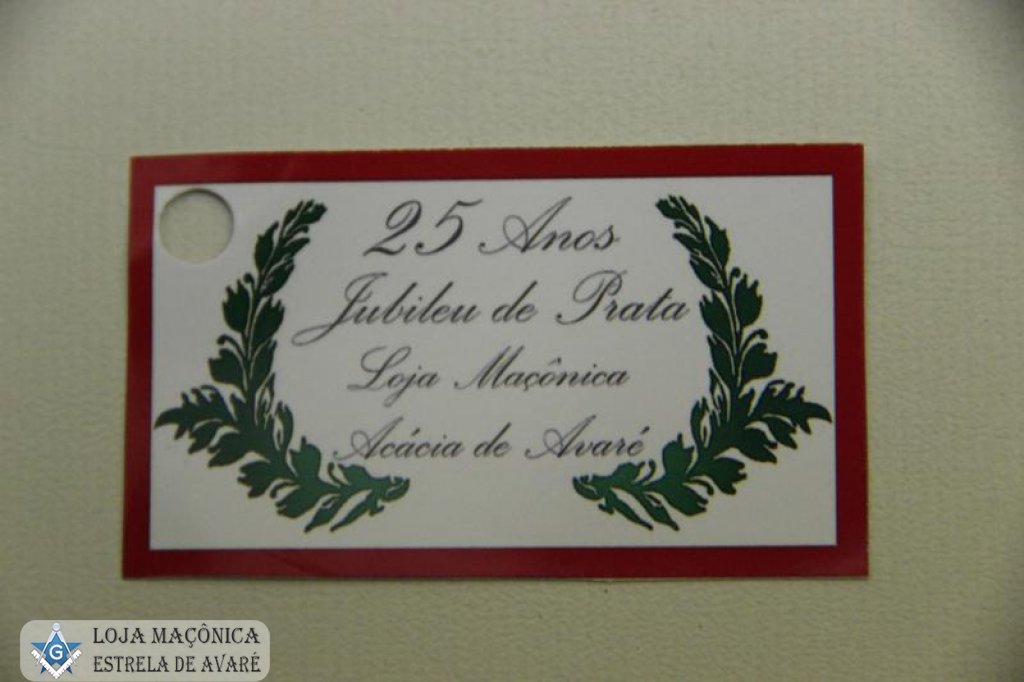 25 Anos
Jubileu de Prata
Loja Maçônica
Acácia de Avaré
G
LOJA MAÇÔNICA
ESTRELA DE AVARÉ